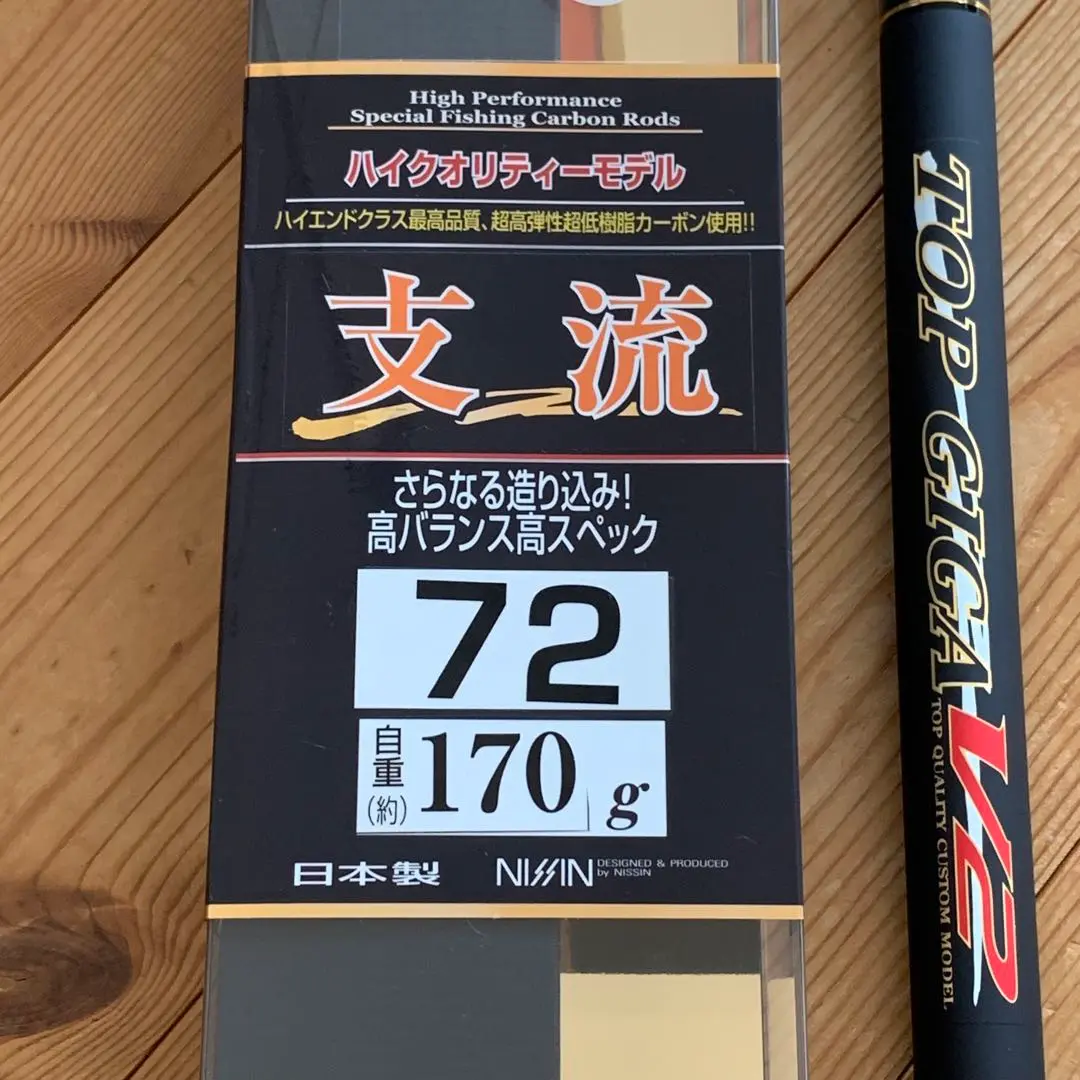 High Performance
Special Fishing Carbon Rods
ハイクオリティーモデル
ハイエンドクラス最高品質、超高弾性超低樹脂カーボン使用!!
支流
さらなる造り込み!
高バランス高スペック
72
自重(約) 170g
日本製
NISSIN
DESIGNED & PRODUCED
by NISSIN
TOP GIGA V2
TOP QUALITY CUSTOM MODEL